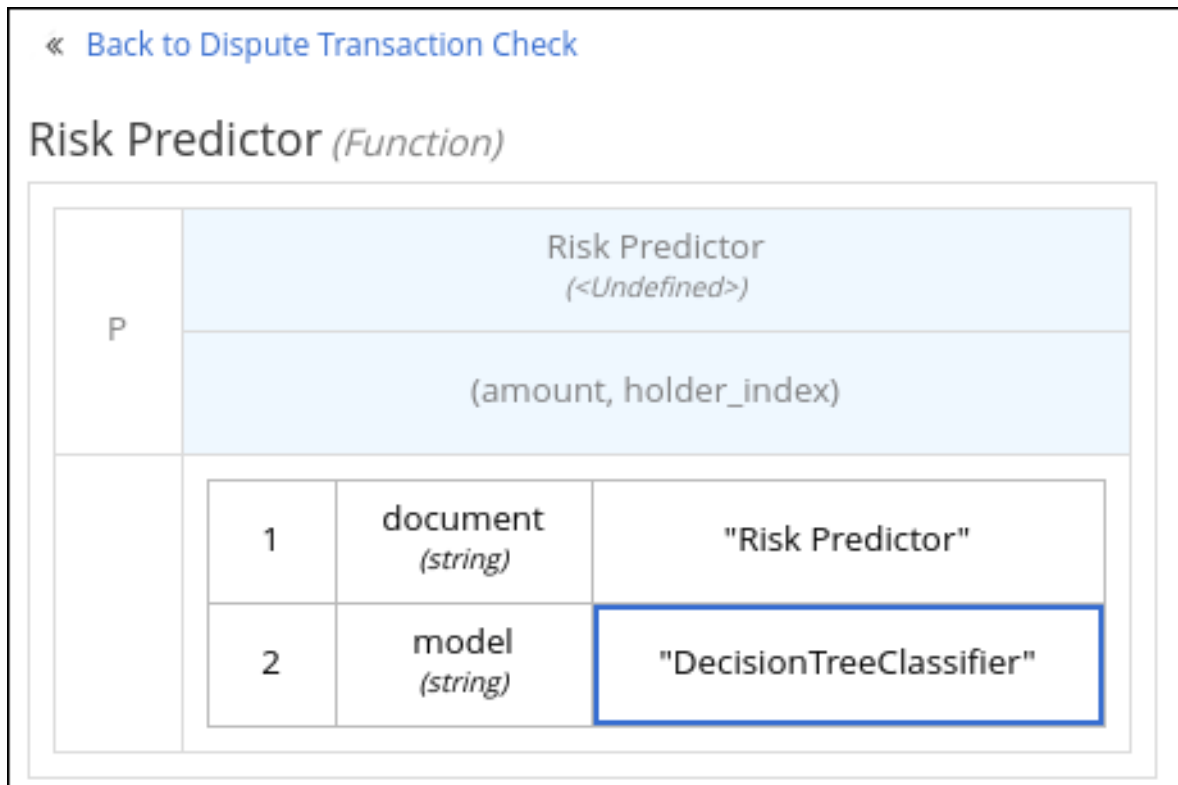 « Back to Dispute Transaction Check
Risk Predictor (Function)
P
Risk Predictor
(<Undefined>)
(amount, holder_index)
1
document
(string)
"Risk Predictor"
2
model
(string)
"DecisionTreeClassifier"